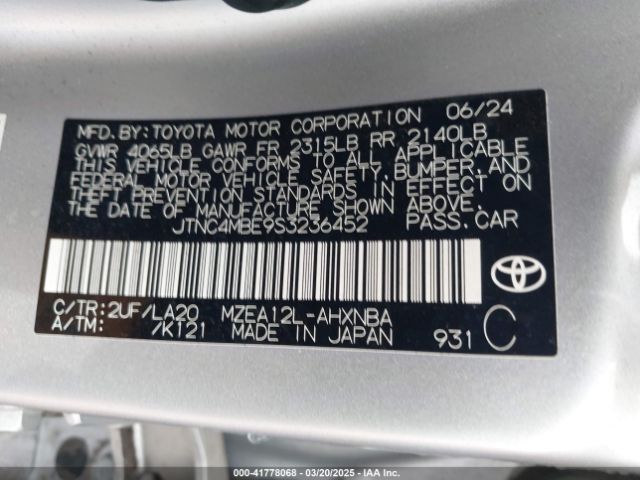 MFD. BY: TOYOTA MOTOR CORPORATION 06/24
GVWR 4065LB GAWR FR 2315LB RR 2140LB
THIS VEHICLE CONFORMS TO ALL APPLICABLE
FEDERAL MOTOR VEHICLE SAFETY, BUMPER, AND
THEFT PREVENTION STANDARDS IN EFFECT ON
THE DATE OF MANUFACTURE SHOWN ABOVE.
JTNC4MBE9S3236452 PASS. CAR
C/TR: 2UF/LA20 MZEA12L-AHXNBA
A/TM: /K121 MADE IN JAPAN 931 C
000-41778068 - 03/20/2025 - IAA Inc.